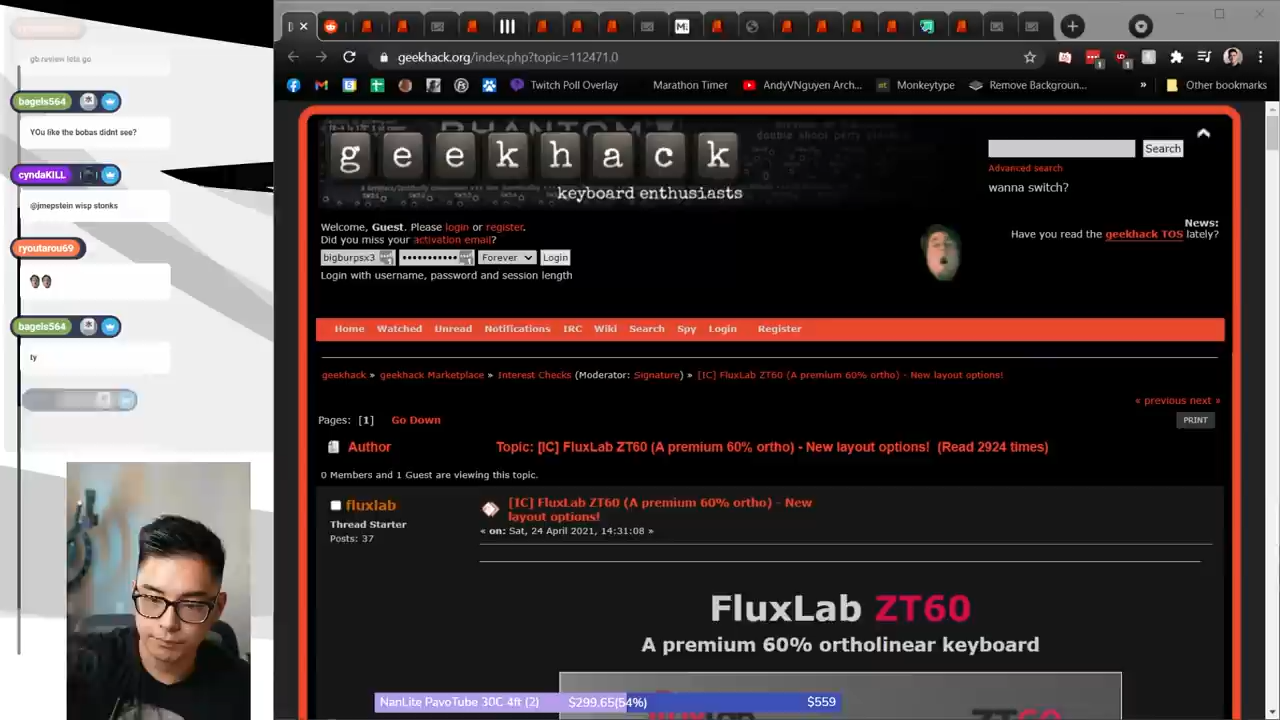 gb review lets go
bagels564
YOu like the bobas didnt see?
cyndaKILL
@jmepstein wisp stonks
ryoutarou69
bagels564
ty
geekhack.org/index.php?topic=112471.0
Twitch Poll Overlay
Marathon Timer
AndyVNguyen Arch...
Monkeytype
Remove Backgroun...
»
Other bookmarks
geekhack
keyboard enthusiasts
Search
Advanced search
wanna switch?
Welcome, Guest. Please login or register.
Did you miss your activation email?
bigburpsx3
Forever
Login
Login with username, password and session length
News:
Have you read the geekhack TOS lately?
Home Watched Unread Notifications IRC Wiki Search Spy Login Register
geekhack » geekhack Marketplace » Interest Checks (Moderator: Signature) » [IC] FluxLab ZT60 (A premium 60% ortho) - New layout options!
« previous next »
Pages: [1] Go Down
PRINT
Author
Topic: [IC] FluxLab ZT60 (A premium 60% ortho) - New layout options! (Read 2924 times)
0 Members and 1 Guest are viewing this topic.
fluxlab
Thread Starter
Posts: 37
[IC] FluxLab ZT60 (A premium 60% ortho) - New
layout options!
« on: Sat, 24 April 2021, 14:31:08 »
FluxLab ZT60
A premium 60% ortholinear keyboard
NanLite PavoTube 30C 4ft (2) $299.65(54%) $559